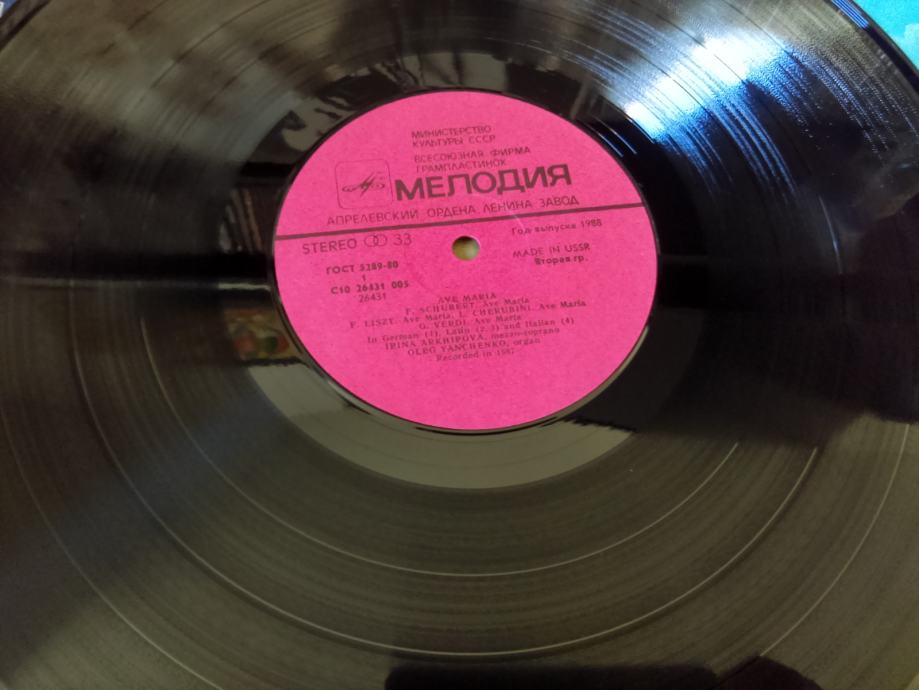 МИНИСТЕРСТВО
КУЛЬТУРЫ СССР
ВСЕСОЮЗНАЯ ФИРМА
ГРАМПЛАСТИНОК
МЕЛОДИЯ
АПРЕЛЕВСКИЙ ОРДЕНА ЛЕНИНА ЗАВОД
STEREO 33
Год выпуска 1988
ГОСТ 5289-80
MADE IN USSR
1
Вторая гр.
С10 26431 005
26431
AVE MARIA
F. SCHUBERT. Ave Maria
F. LISZT. Ave Maria, L. CHERUBINI. Ave Maria
G. VERDI. Ave Maria
In German (1), Latin (2, 3) and Italian (4)
IRINA ARKHIPOVA, mezzo-soprano
OLEG YANCHENKO, organ
Recorded in 1987